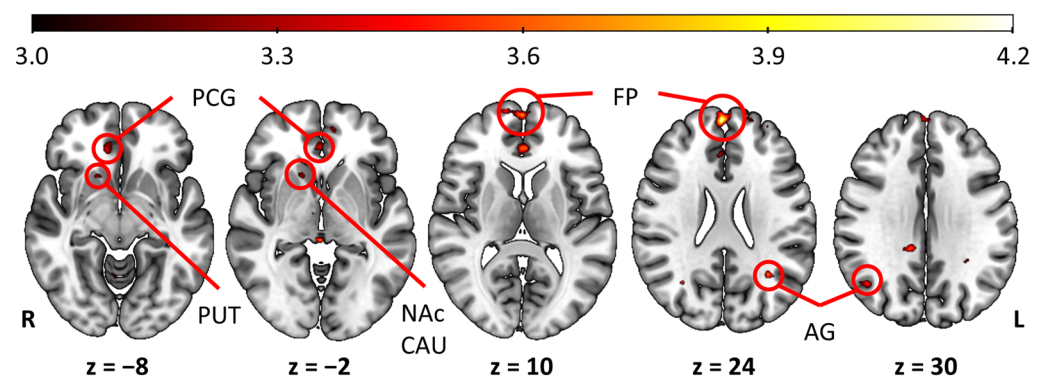 3.0 3.3 3.6 3.9 4.2
PCG FP
PUT NAc AG
CAU
R L
z = −8 z = −2 z = 10 z = 24 z = 30